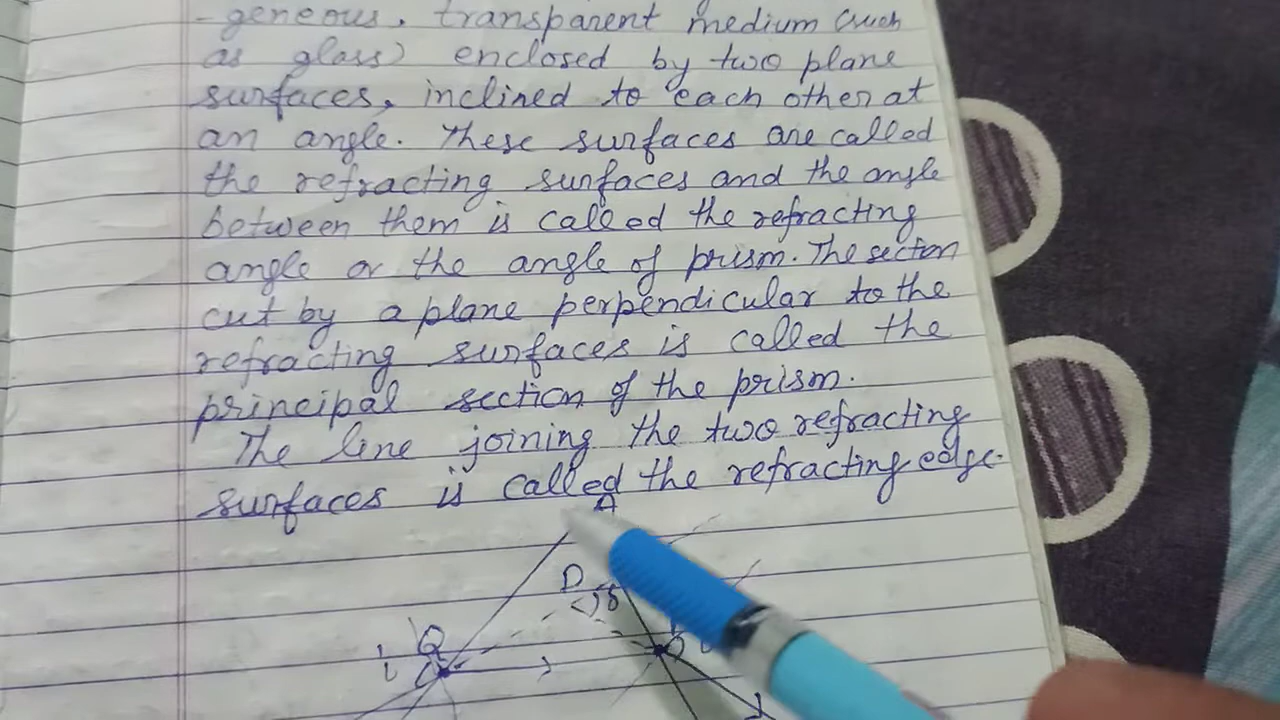 -geneous, transparent medium (such
as glass) enclosed by two plane
surfaces, inclined to each other at
an angle. These surfaces are called
the refracting surfaces and the angle
between them is called the refracting
angle or the angle of prism. The section
cut by a plane perpendicular to the
refracting surfaces is called the
principal section of the prism.
The line joining the two refracting
surfaces is called the refracting edge.
A
D
δ
Q
i